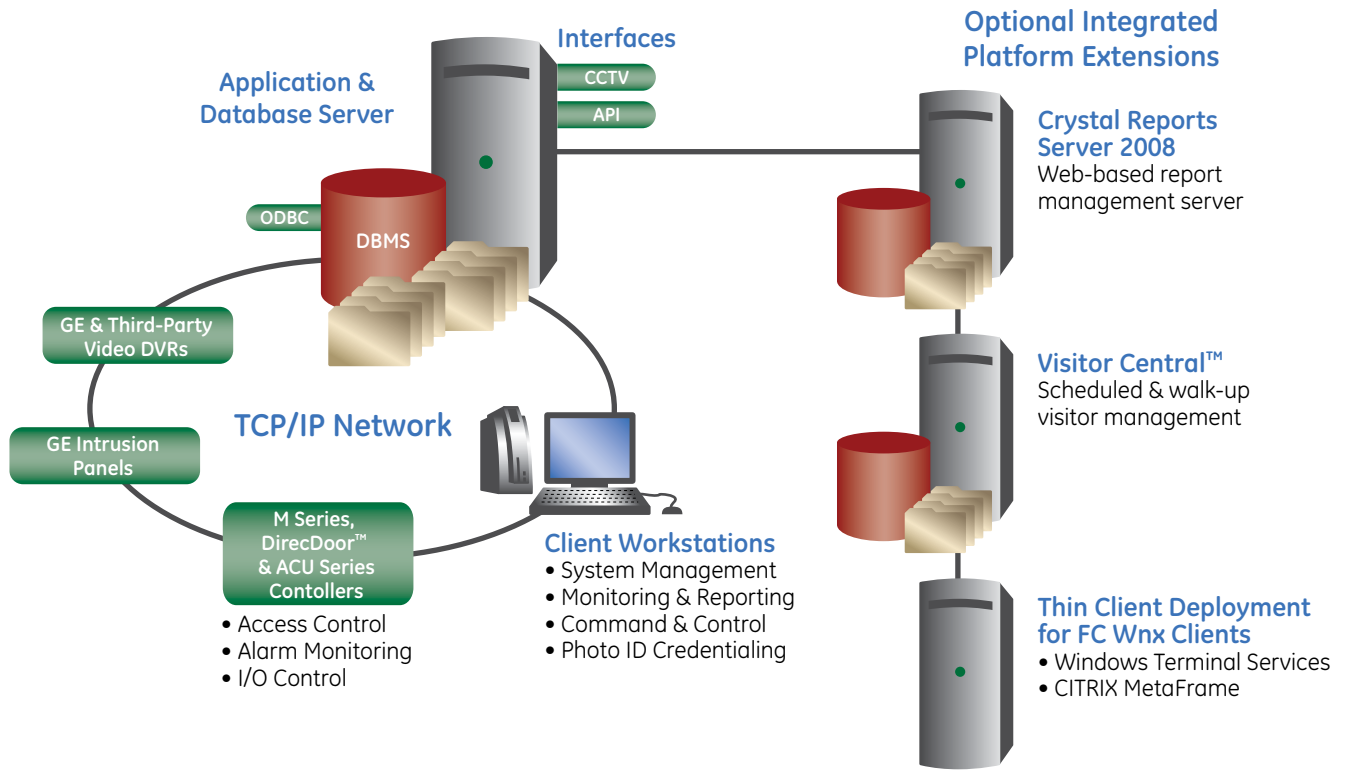 Application &
Database Server
Interfaces
CCTV
API
ODBC
DBMS
GE & Third-Party
Video DVRs
GE Intrusion
Panels
TCP/IP Network
M Series,
DirecDoor™
& ACU Series
Contollers
• Access Control
• Alarm Monitoring
• I/O Control
Client Workstations
• System Management
• Monitoring & Reporting
• Command & Control
• Photo ID Credentialing
Optional Integrated
Platform Extensions
Crystal Reports
Server 2008
Web-based report
management server
Visitor Central™
Scheduled & walk-up
visitor management
Thin Client Deployment
for FC Wnx Clients
• Windows Terminal Services
• CITRIX MetaFrame